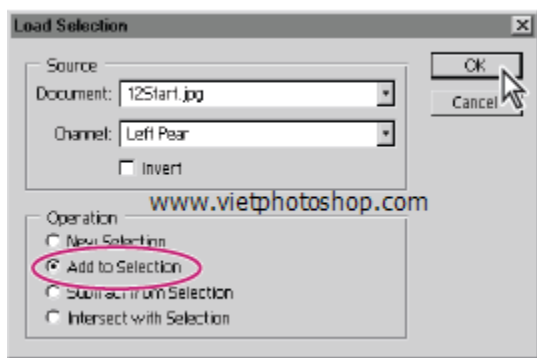 Load Selection
Source
OK
Document: 12Start.jpg
Cancel
Channel: Left Pear
Invert
www.vietphotoshop.com
Operation
New Selection
Add to Selection
Subtract from Selection
Intersect with Selection